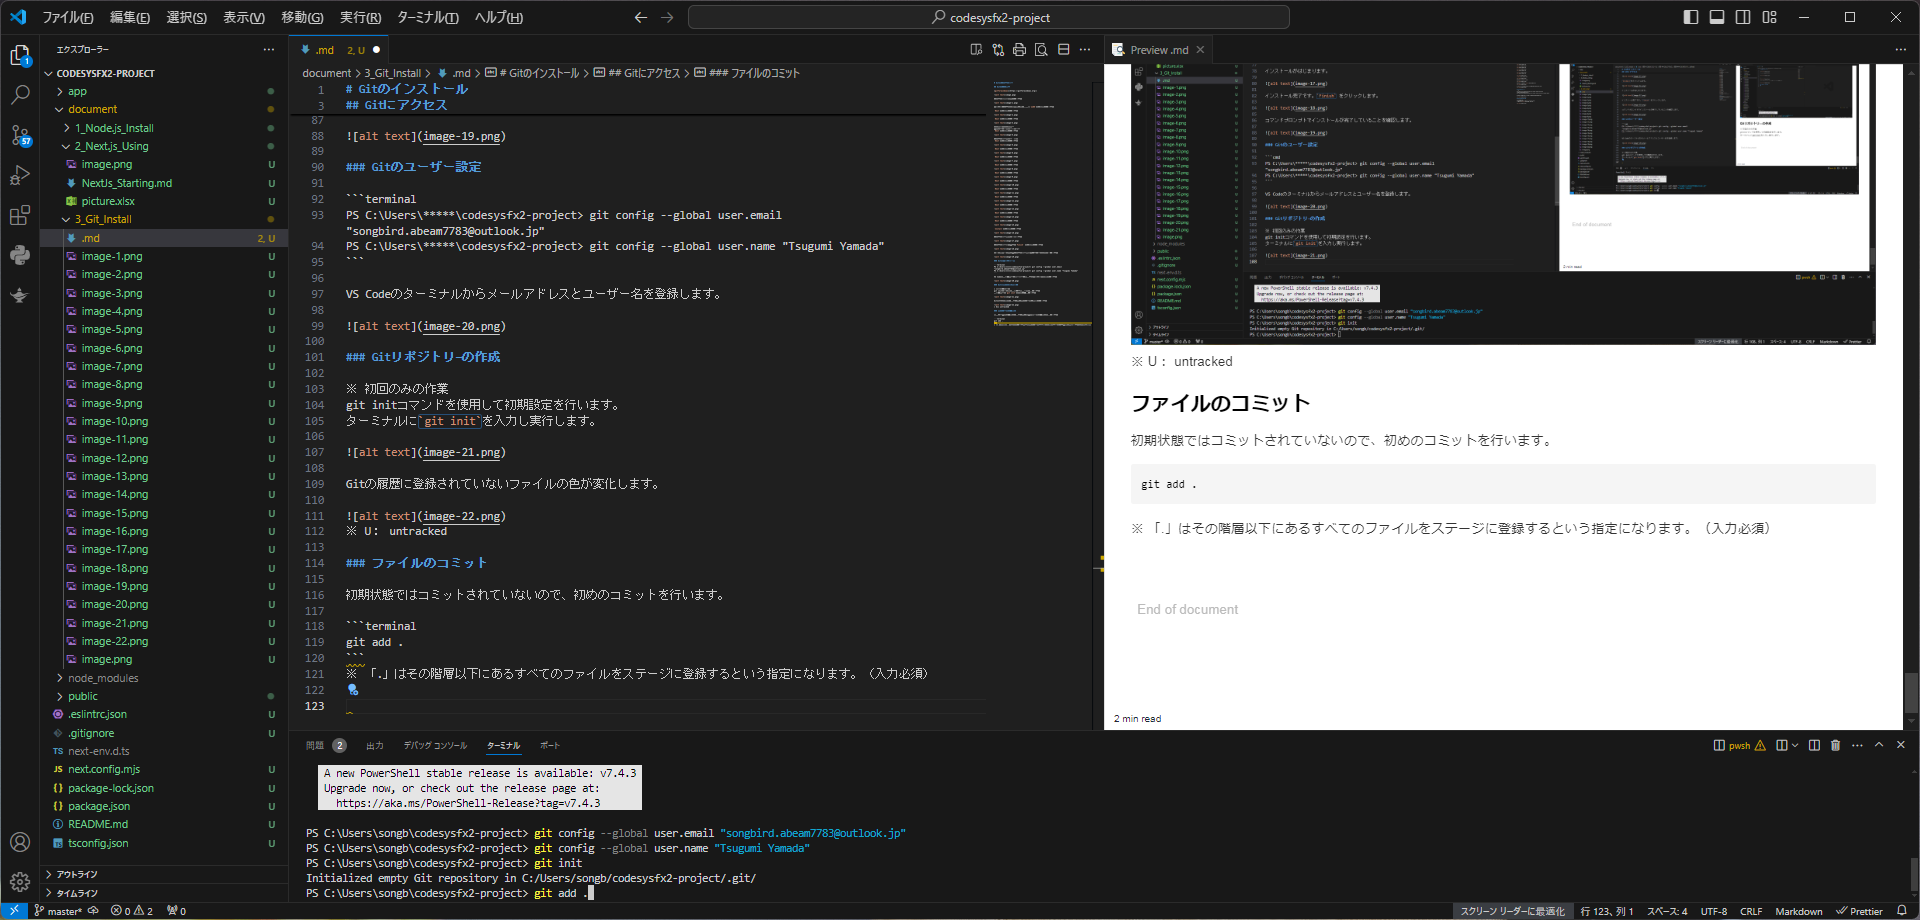 ファイル(F) 編集(E) 選択(S) 表示(V) 移動(G) 実行(R) ターミナル(T) ヘルプ(H)
codesysfx2-project
エクスプローラー
CODESYSFX2-PROJECT
app
document
1_Node.js_Install
2_Next.js_Using
image.png U
NextJs_Starting.md U
picture.xlsx U
3_Git_Install
.md 2, U
image-1.png U
image-2.png U
image-3.png U
image-4.png U
image-5.png U
image-6.png U
image-7.png U
image-8.png U
image-9.png U
image-10.png U
image-11.png U
image-12.png U
image-13.png U
image-14.png U
image-15.png U
image-16.png U
image-17.png U
image-18.png U
image-19.png U
image-20.png U
image-21.png U
image-22.png U
image.png U
node_modules
public
.eslintrc.json U
.gitignore U
next-env.d.ts
next.config.mjs U
package-lock.json U
package.json U
README.md U
tsconfig.json U
アウトライン
タイムライン
1
57
.md 2, U
document > 3_Git_Install > .md > # Gitのインストール > ## Gitにアクセス > ### ファイルのコミット
1 # Gitのインストール
3 ## Gitにアクセス
87
88 ![alt text](image-19.png)
89
90 ### Gitのユーザー設定
91
92 ```terminal
93 PS C:\Users\*****\codesysfx2-project> git config --global user.email
"songbird.abeam7783@outlook.jp"
94 PS C:\Users\*****\codesysfx2-project> git config --global user.name "Tsugumi Yamada"
95 ```
96
97 VS Codeのターミナルからメールアドレスとユーザー名を登録します。
98
99 ![alt text](image-20.png)
100
101 ### Gitリポジトリ-の作成
102
103 ※ 初回のみの作業
104 git initコマンドを使用して初期設定を行います。
105 ターミナルに`git init`を入力し実行します。
106
107 ![alt text](image-21.png)
108
109 Gitの履歴に登録されていないファイルの色が変化します。
110
111 ![alt text](image-22.png)
112 ※ U： untracked
113
114 ### ファイルのコミット
115
116 初期状態ではコミットされていないので、初めのコミットを行います。
117
118 ```terminal
119 git add .
120 ```
121 ※ 「.」はその階層以下にあるすべてのファイルをステージに登録するという指定になります。（入力必須）
122
123
Preview .md
※ U： untracked
ファイルのコミット
初期状態ではコミットされていないので、初めのコミットを行います。
git add .
※ 「.」はその階層以下にあるすべてのファイルをステージに登録するという指定になります。（入力必須）
End of document
2 min read
問題 2 出力 デバッグ コンソール ターミナル ポート
pwsh
A new PowerShell stable release is available: v7.4.3
Upgrade now, or check out the release page at:
https://aka.ms/PowerShell-Release?tag=v7.4.3
PS C:\Users\songb\codesysfx2-project> git config --global user.email "songbird.abeam7783@outlook.jp"
PS C:\Users\songb\codesysfx2-project> git config --global user.name "Tsugumi Yamada"
PS C:\Users\songb\codesysfx2-project> git init
Initialized empty Git repository in C:/Users/songb/codesysfx2-project/.git/
PS C:\Users\songb\codesysfx2-project> git add .
master* 0 2 0
スクリーン リーダーに最適化 行 123、列 1 スペース: 4 UTF-8 CRLF Markdown Prettier